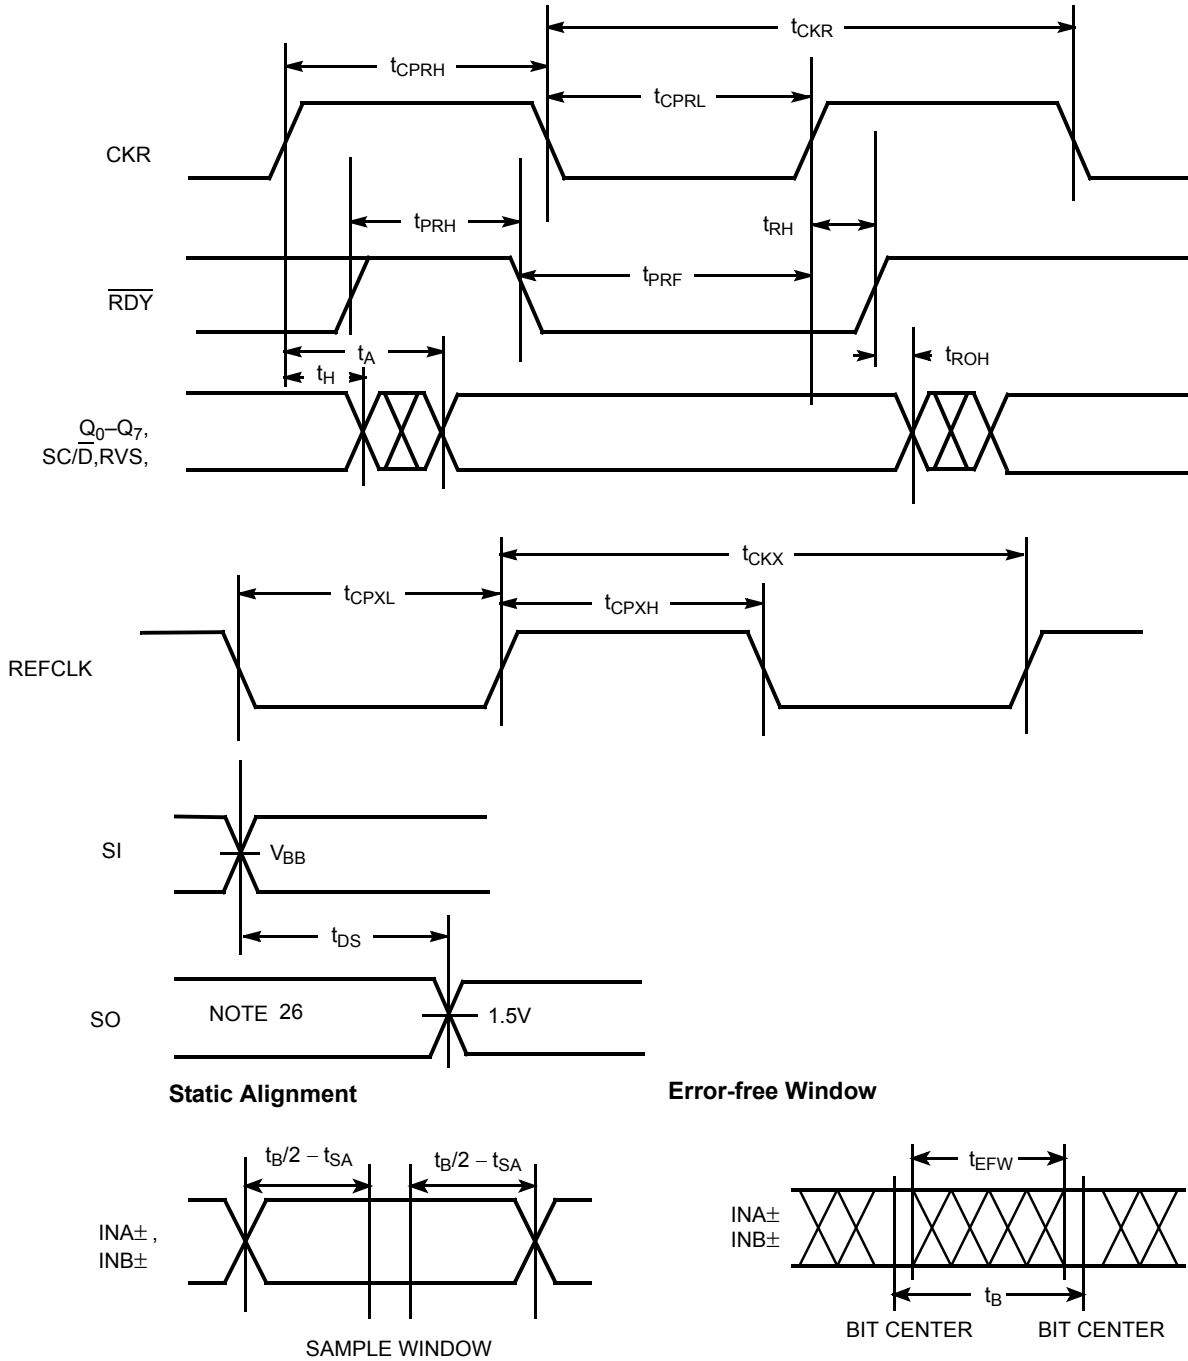 tCKR
tCPRH
tCPRL
CKR
tPRH
tRH
tPRF
RDY
tA
tROH
tH
Q0–Q7,
SC/D,RVS,
tCKX
tCPXL
tCPXH
REFCLK
SI
VBB
tDS
SO
NOTE 26
1.5V
Static Alignment
Error-free Window
tB/2 − tSA
tB/2 − tSA
tEFW
INA± ,
INB±
INA±
INB±
tB
BIT CENTER
BIT CENTER
SAMPLE WINDOW